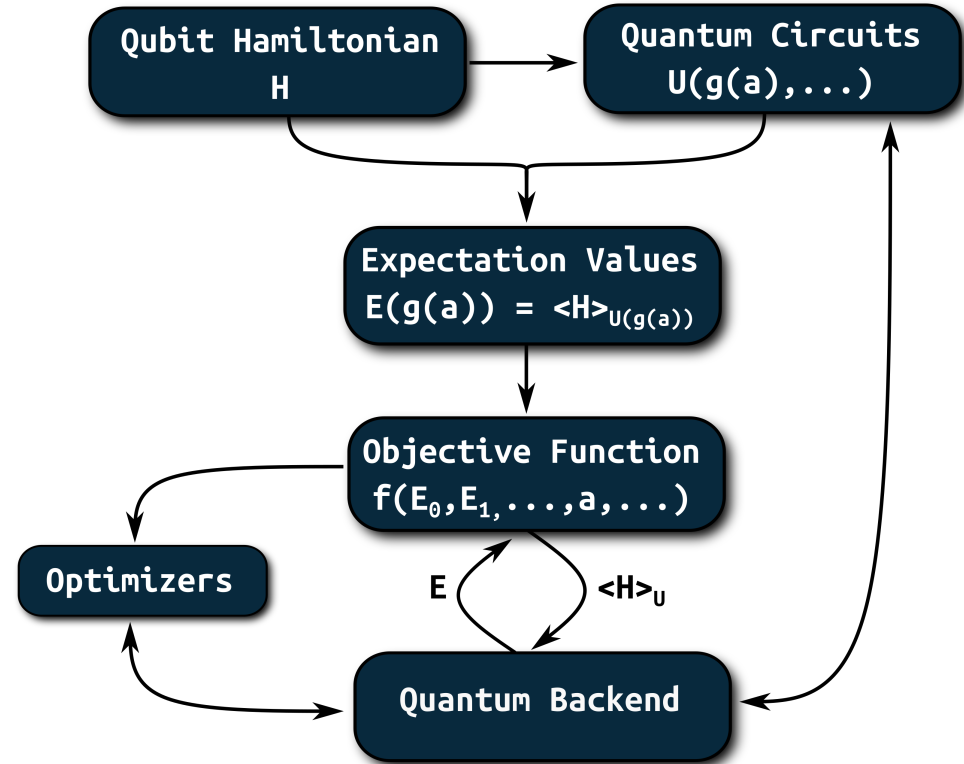 Qubit Hamiltonian
H
Quantum Circuits
U(g(a),...)
Expectation Values
E(g(a)) = <H>U(g(a))
Objective Function
f(E0,E1,...,a,...)
Optimizers
E
<H>U
Quantum Backend